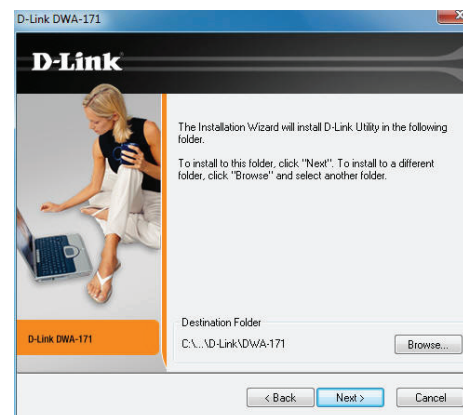 D-Link DWA-171
D-Link
The Installation Wizard will install D-Link Utility in the following
folder.
To install to this folder, click "Next". To install to a different
folder, click "Browse" and select another folder.
Destination Folder
D-Link DWA-171
C:\...\D-Link\DWA-171
Browse...
< Back
Next >
Cancel